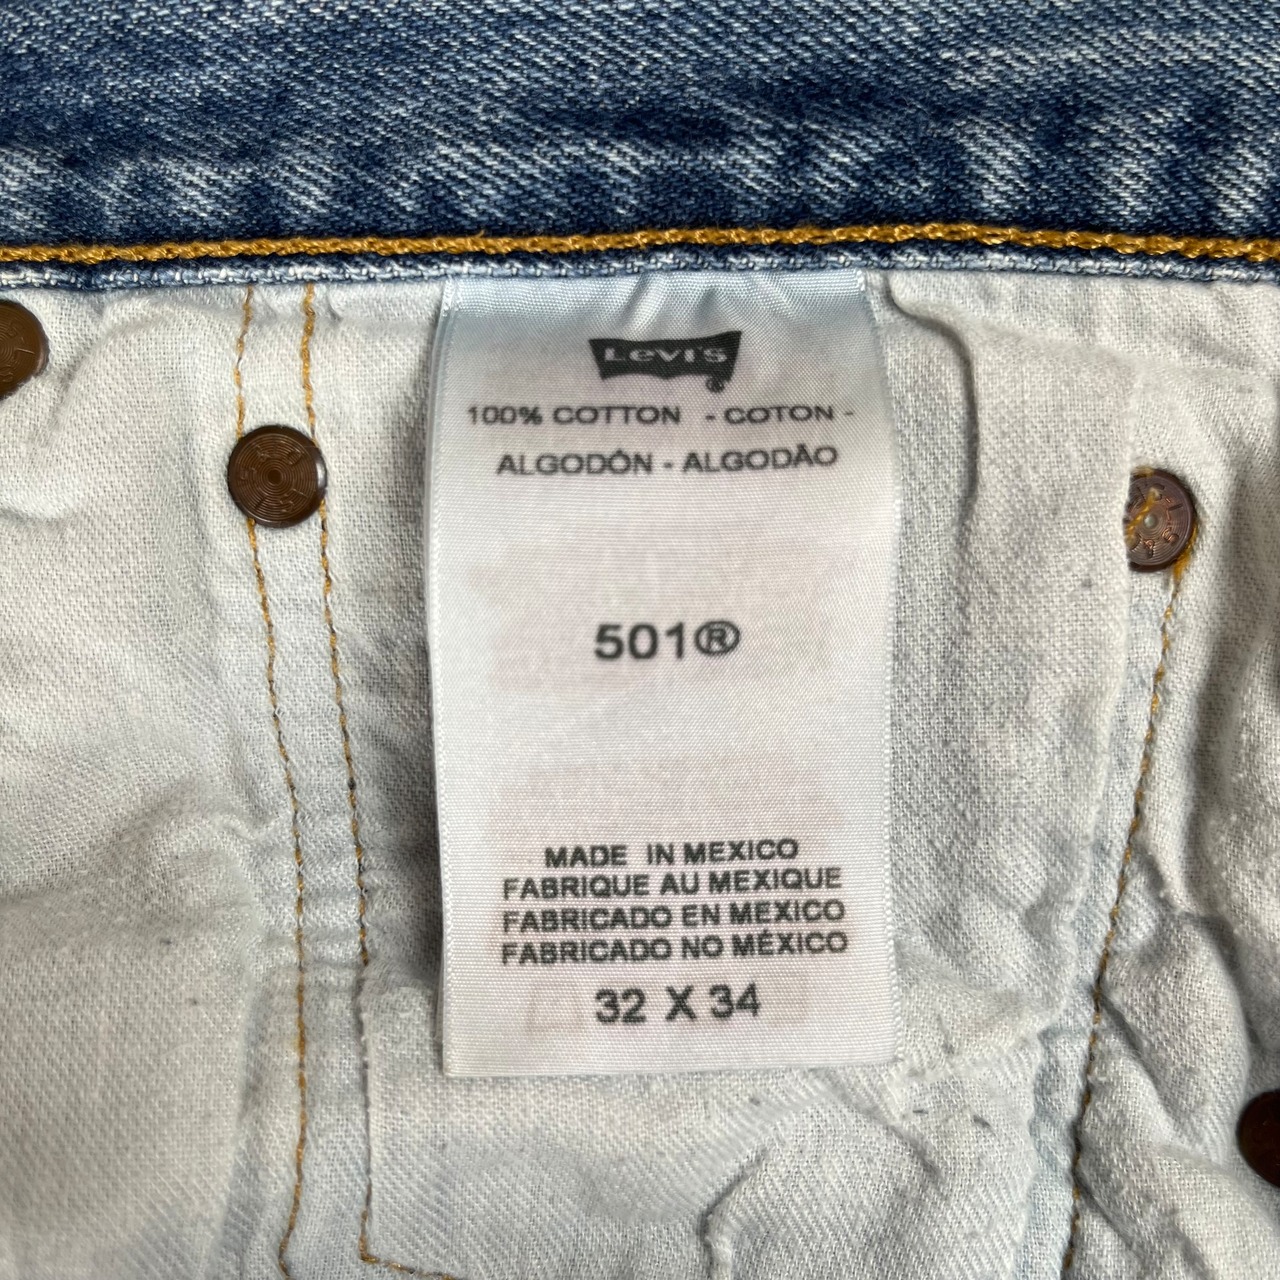 Levi's
®
100% COTTON - COTON -
ALGODÓN - ALGODÃO
501®
MADE IN MEXICO
FABRIQUE AU MEXIQUE
FABRICADO EN MEXICO
FABRICADO NO MÉXICO
32 X 34